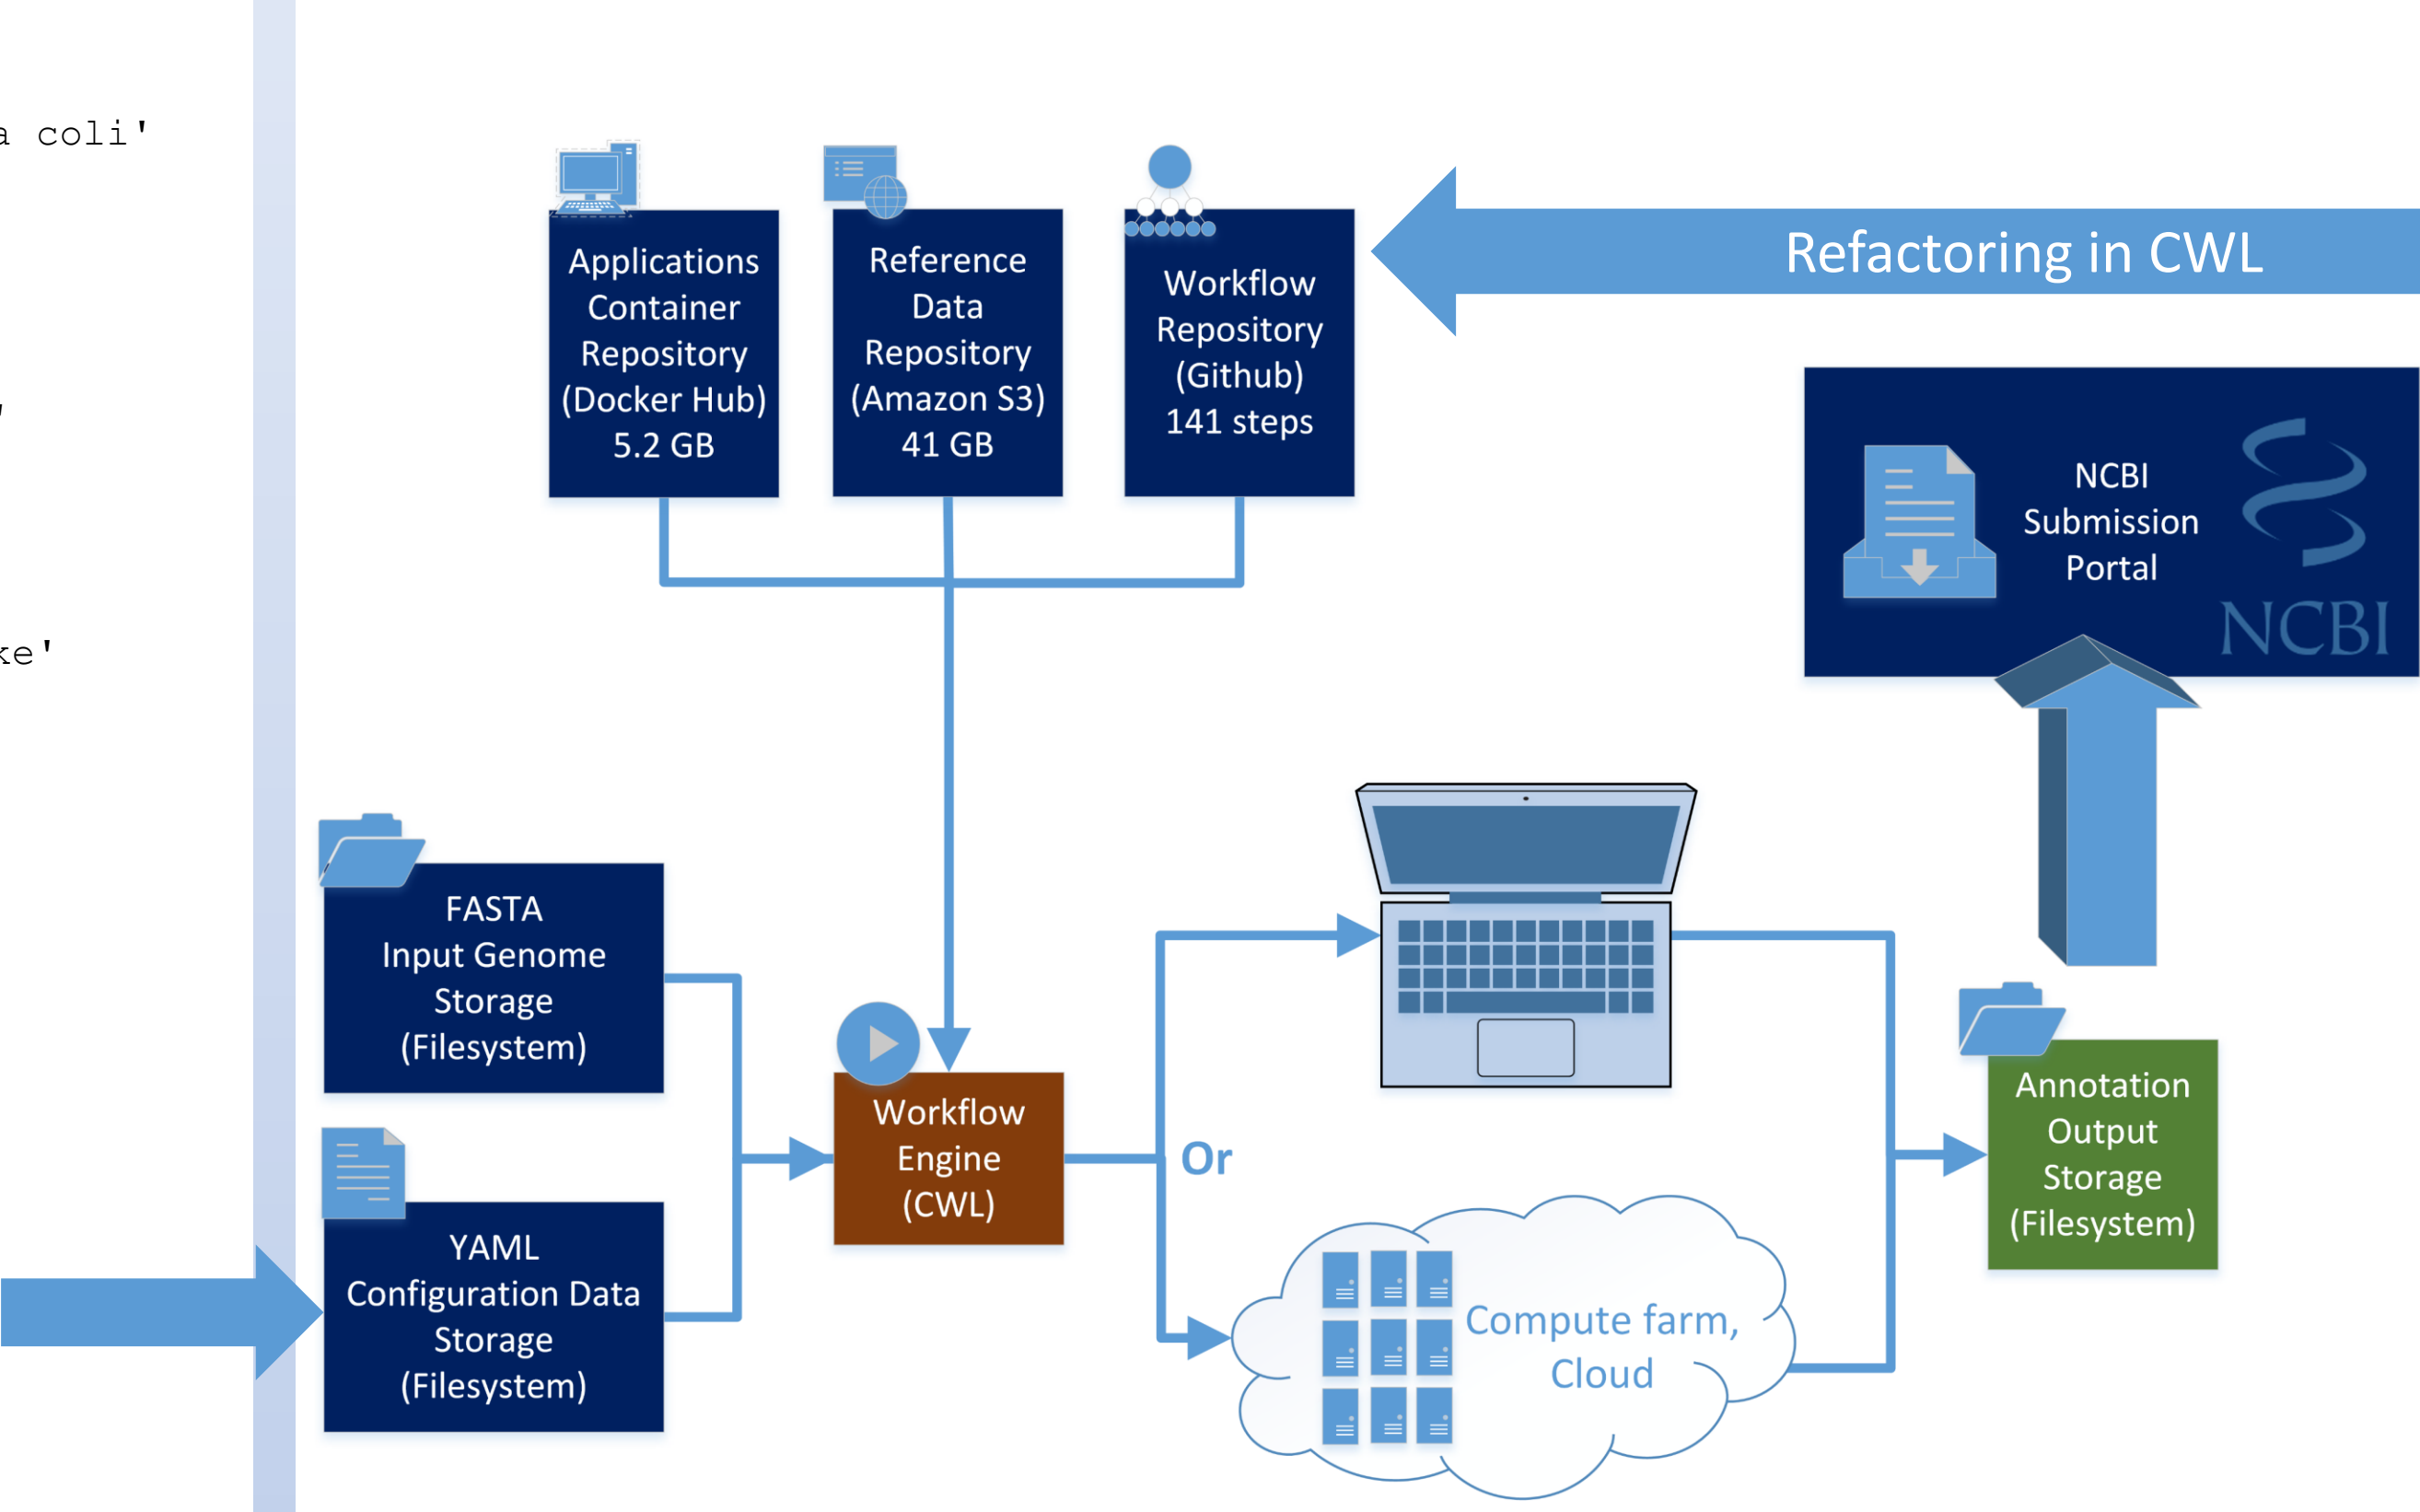 a coli'
'
ke'
Applications
Container
Repository
(Docker Hub)
5.2 GB
Reference
Data
Repository
(Amazon S3)
41 GB
Workflow
Repository
(Github)
141 steps
Refactoring in CWL
NCBI
Submission
Portal
NCBI
FASTA
Input Genome
Storage
(Filesystem)
YAML
Configuration Data
Storage
(Filesystem)
Workflow
Engine
(CWL)
Or
Compute farm,
Cloud
Annotation
Output
Storage
(Filesystem)